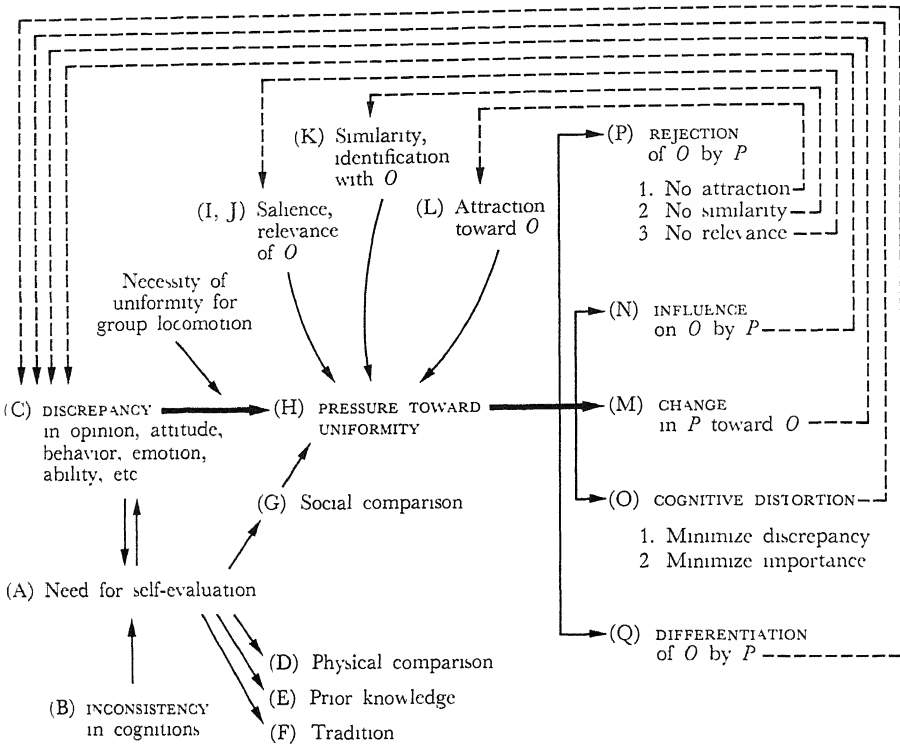 (K) Similarity,
identification
with O
(P) REJECTION
of O by P
1. No attraction
2 No similarity
3 No relevance
(I, J) Salience,
relevance
of O
(L) Attraction
toward O
Necessity of
uniformity for
group locomotion
(N) INFLUENCE
on O by P
(C) DISCREPANCY
in opinion, attitude,
behavior, emotion,
ability, etc
(H) PRESSURE TOWARD
UNIFORMITY
(M) CHANGE
in P toward O
(G) Social comparison
(O) COGNITIVE DISTORTION
1. Minimize discrepancy
2 Minimize importance
(A) Need for self-evaluation
(Q) DIFFERENTIATION
of O by P
(D) Physical comparison
(E) Prior knowledge
(F) Tradition
(B) INCONSISTENCY
in cognitions